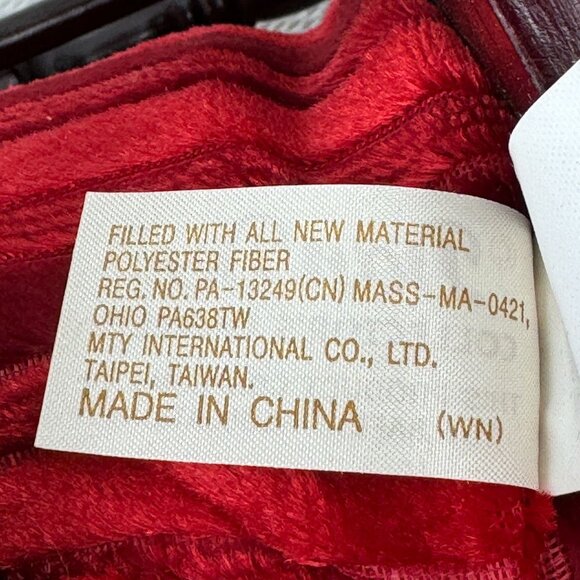 FILLED WITH ALL NEW MATERIAL
POLYESTER FIBER
REG. NO. PA-13249(CN) MASS-MA-0421,
OHIO PA638TW
MTY INTERNATIONAL CO., LTD.
TAIPEI, TAIWAN.
MADE IN CHINA (WN)